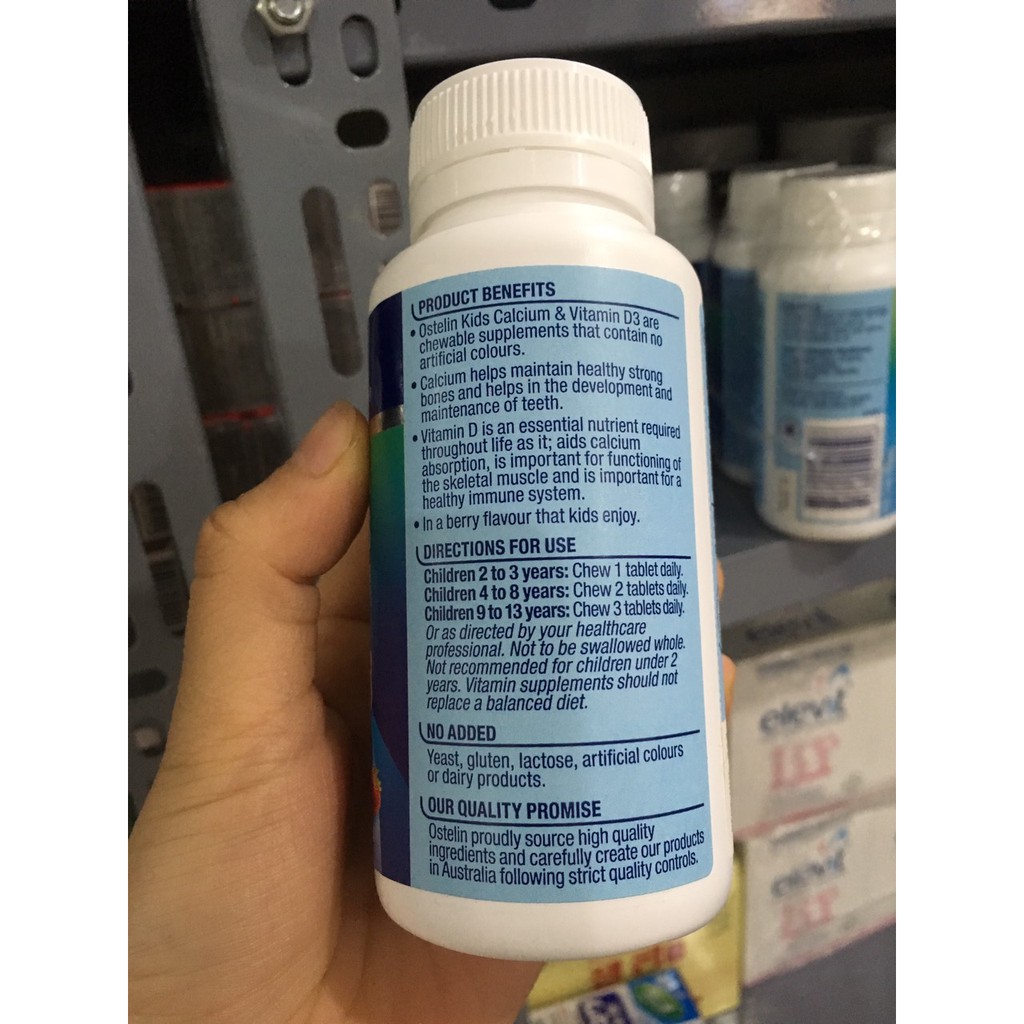 PRODUCT BENEFITS
• Ostelin Kids Calcium & Vitamin D3 are
chewable supplements that contain no
artificial colours.
• Calcium helps maintain healthy strong
bones and helps in the development and
maintenance of teeth.
• Vitamin D is an essential nutrient required
throughout life as it; aids calcium
absorption, is important for functioning of
the skeletal muscle and is important for a
healthy immune system.
• In a berry flavour that kids enjoy.
DIRECTIONS FOR USE
Children 2 to 3 years: Chew 1 tablet daily.
Children 4 to 8 years: Chew 2 tablets daily.
Children 9 to 13 years: Chew 3 tablets daily.
Or as directed by your healthcare
professional. Not to be swallowed whole.
Not recommended for children under 2
years. Vitamin supplements should not
replace a balanced diet.
NO ADDED
Yeast, gluten, lactose, artificial colours
or dairy products.
OUR QUALITY PROMISE
Ostelin proudly source high quality
ingredients and carefully create our products
in Australia following strict quality controls.
elevit
elevit